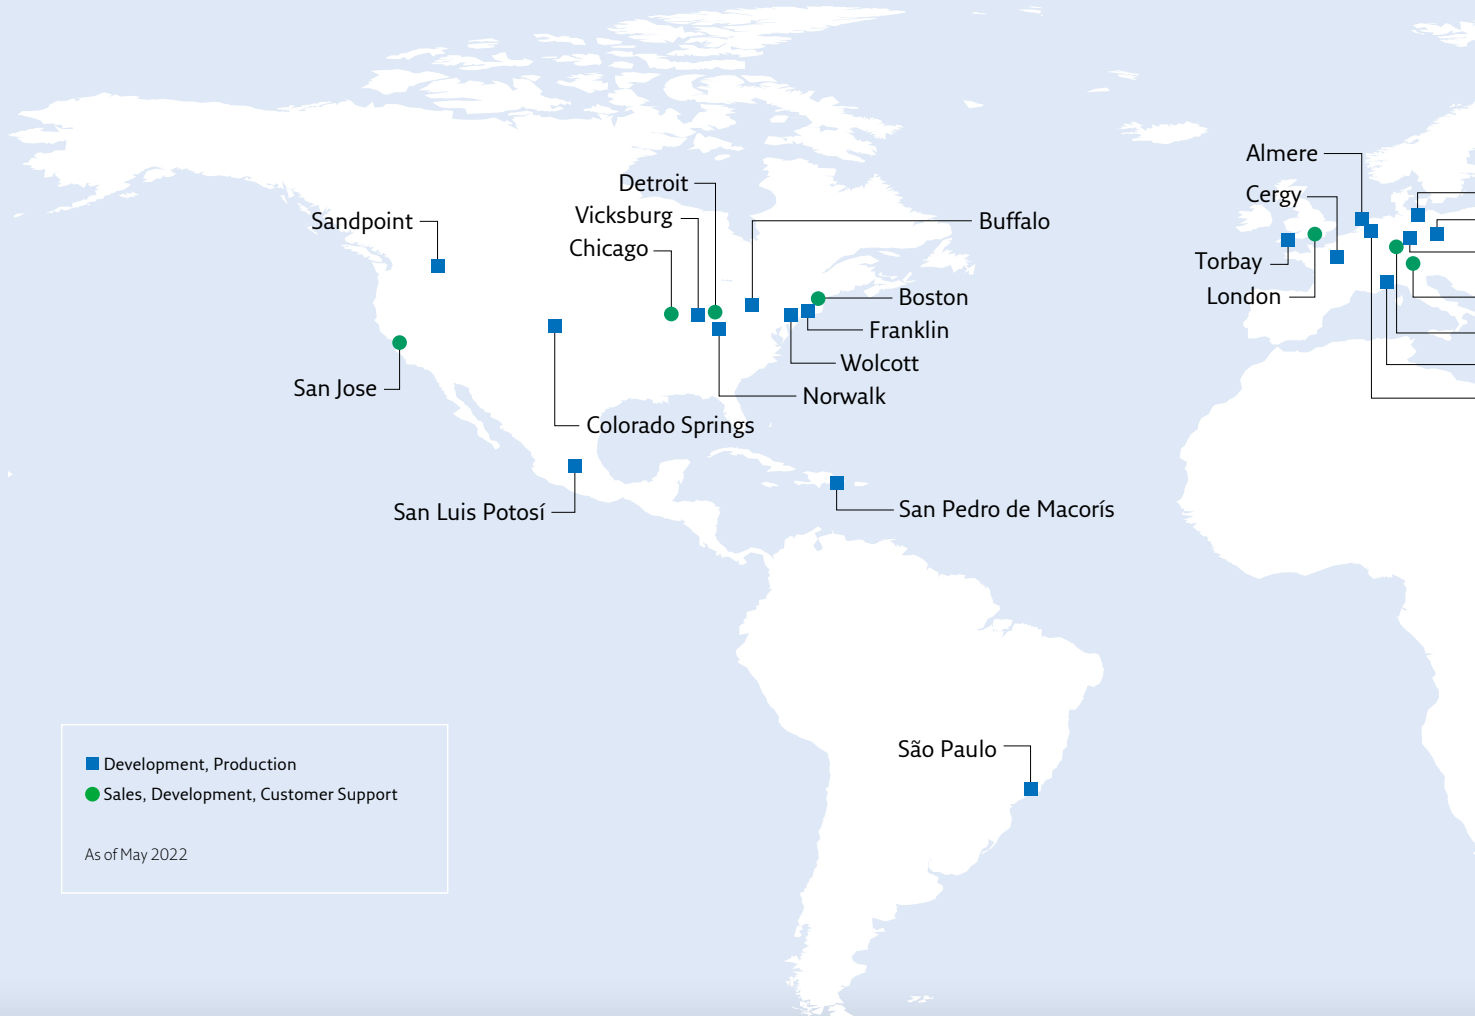 Almere
Detroit
Cergy
Vicksburg
Sandpoint
Buffalo
Chicago
Torbay
Boston
London
Franklin
Wolcott
San Jose
Norwalk
Colorado Springs
San Luis Potosí
San Pedro de Macorís
São Paulo
Development, Production
Sales, Development, Customer Support
As of May 2022